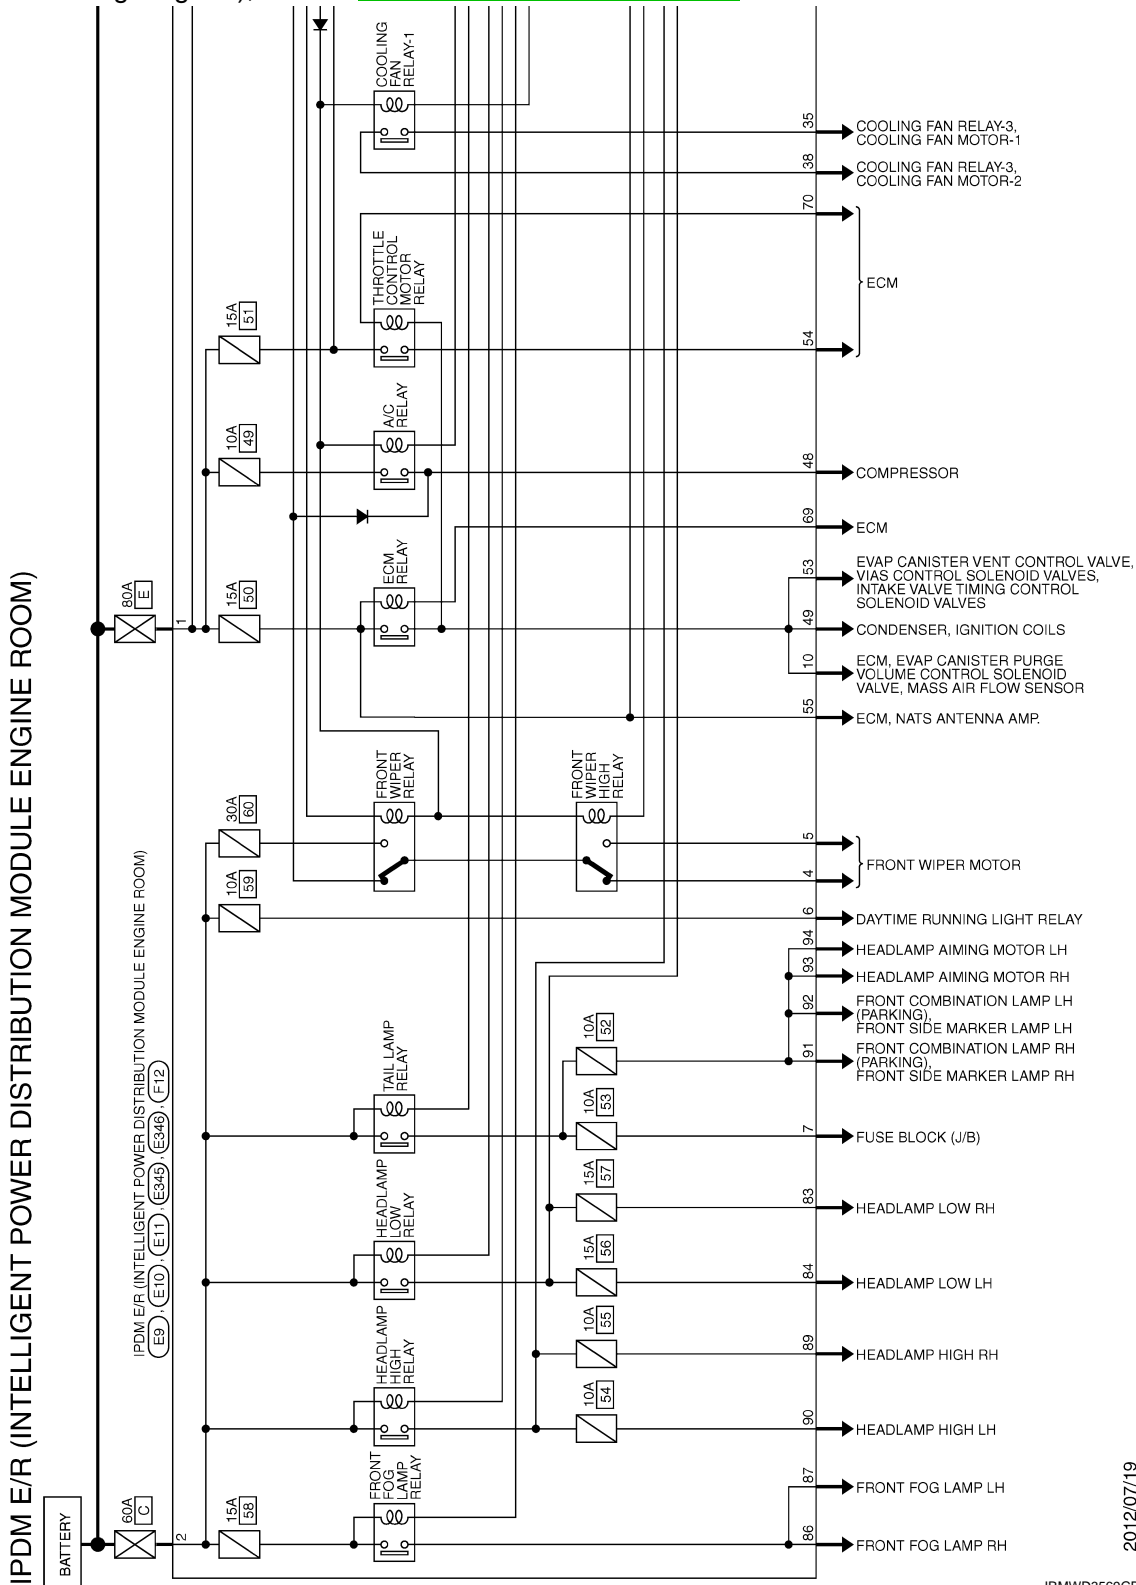 IPDM E/R (INTELLIGENT POWER DISTRIBUTION MODULE ENGINE ROOM)
BATTERY
60A
C
80A
E
2
1
IPDM E/R (INTELLIGENT POWER DISTRIBUTION MODULE ENGINE ROOM)
E9 , E10 , E11 , E345 , E346 , F12
15A
51
10A
49
15A
50
30A
60
10A
59
15A
58
COOLING
FAN
RELAY-1
THROTTLE
CONTROL
MOTOR
RELAY
A/C
RELAY
ECM
RELAY
FRONT
WIPER
RELAY
FRONT
WIPER
HIGH
RELAY
TAIL LAMP
RELAY
HEADLAMP
LOW
RELAY
HEADLAMP
HIGH
RELAY
FRONT
FOG
LAMP
RELAY
10A
52
10A
53
15A
57
15A
56
10A
55
10A
54
35
COOLING FAN RELAY-3,
COOLING FAN MOTOR-1
38
COOLING FAN RELAY-3,
COOLING FAN MOTOR-2
70
ECM
54
48
COMPRESSOR
69
ECM
53
EVAP CANISTER VENT CONTROL VALVE,
VIAS CONTROL SOLENOID VALVES,
INTAKE VALVE TIMING CONTROL
SOLENOID VALVES
49
CONDENSER, IGNITION COILS
10
ECM, EVAP CANISTER PURGE
VOLUME CONTROL SOLENOID
VALVE, MASS AIR FLOW SENSOR
55
ECM, NATS ANTENNA AMP.
5
FRONT WIPER MOTOR
4
6
DAYTIME RUNNING LIGHT RELAY
94
HEADLAMP AIMING MOTOR LH
93
HEADLAMP AIMING MOTOR RH
92
FRONT COMBINATION LAMP LH
(PARKING),
FRONT SIDE MARKER LAMP LH
91
FRONT COMBINATION LAMP RH
(PARKING),
FRONT SIDE MARKER LAMP RH
7
FUSE BLOCK (J/B)
83
HEADLAMP LOW RH
84
HEADLAMP LOW LH
89
HEADLAMP HIGH RH
90
HEADLAMP HIGH LH
87
FRONT FOG LAMP LH
86
FRONT FOG LAMP RH
2012/07/19